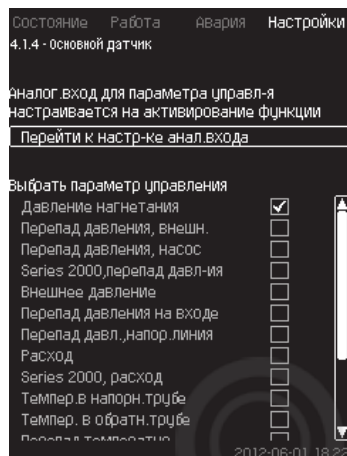 Состояние Работа Авария Настройки
4.1.4 - Основной датчик
Аналог.вход для параметра управл-я
настраивается на активирование функции
Перейти к настр-ке анал.входа
Выбрать параметр управления
Давление нагнетания
Перепад давления, внешн.
Перепад давления, насос
Series 2000,перепад давл-ия
Внешнее давление
Перепад давления на входе
Перепад давл.,напор.линия
Расход
Series 2000, расход
Темпер.в напорн.трубе
Темпер. в обратн.трубе
2012-06-01 18:22